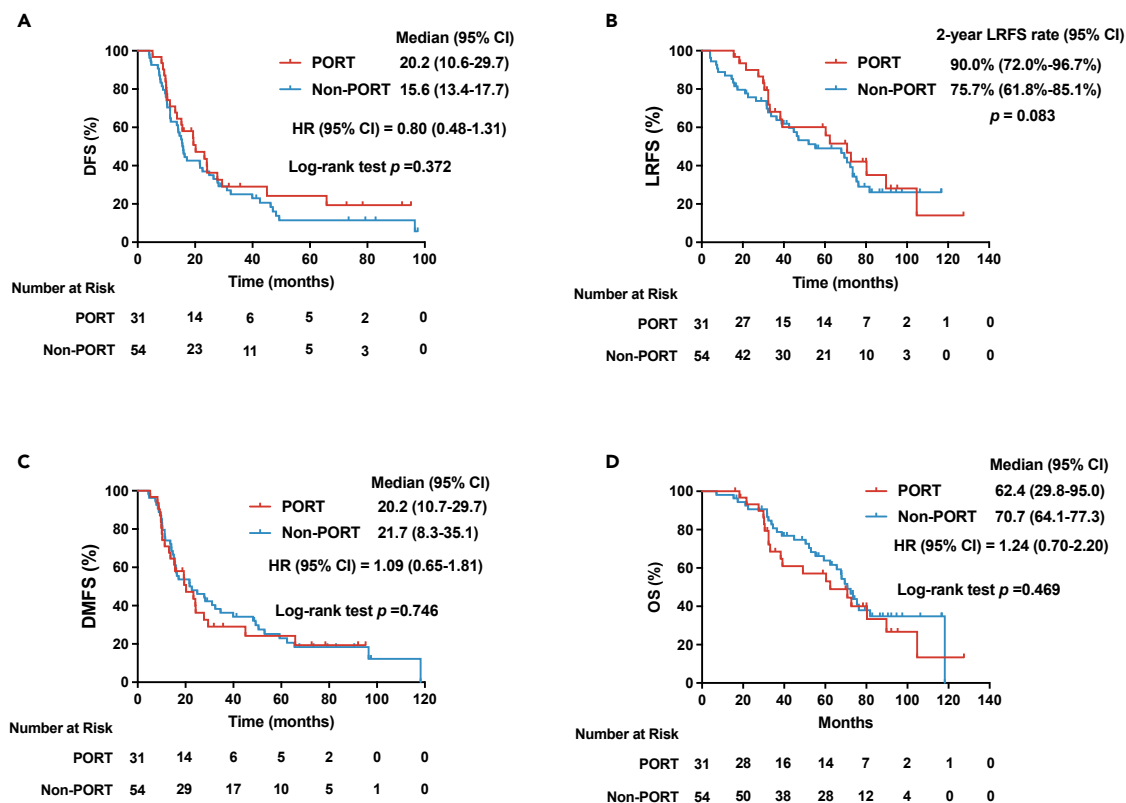 A
Median (95% CI)
PORT 20.2 (10.6-29.7)
Non-PORT 15.6 (13.4-17.7)
HR (95% CI) = 0.80 (0.48-1.31)
Log-rank test p =0.372
DFS (%)
100
80
60
40
20
0
0 20 40 60 80 100
Time (months)
Number at Risk
PORT 31 14 6 5 2 0
Non-PORT 54 23 11 5 3 0
B
2-year LRFS rate (95% CI)
PORT 90.0% (72.0%-96.7%)
Non-PORT 75.7% (61.8%-85.1%)
p = 0.083
LRFS (%)
100
80
60
40
20
0
0 20 40 60 80 100 120 140
Time (months)
Number at Risk
PORT 31 27 15 14 7 2 1 0
Non-PORT 54 42 30 21 10 3 0 0
C
Median (95% CI)
PORT 20.2 (10.7-29.7)
Non-PORT 21.7 (8.3-35.1)
HR (95% CI) = 1.09 (0.65-1.81)
Log-rank test p =0.746
DMFS (%)
100
80
60
40
20
0
0 20 40 60 80 100 120
Time (months)
Number at Risk
PORT 31 14 6 5 2 0 0
Non-PORT 54 29 17 10 5 1 0
D
Median (95% CI)
PORT 62.4 (29.8-95.0)
Non-PORT 70.7 (64.1-77.3)
HR (95% CI) = 1.24 (0.70-2.20)
Log-rank test p =0.469
OS (%)
100
80
60
40
20
0
0 20 40 60 80 100 120 140
Months
Number at Risk
PORT 31 28 16 14 7 2 1 0
Non-PORT 54 50 38 28 12 4 0 0